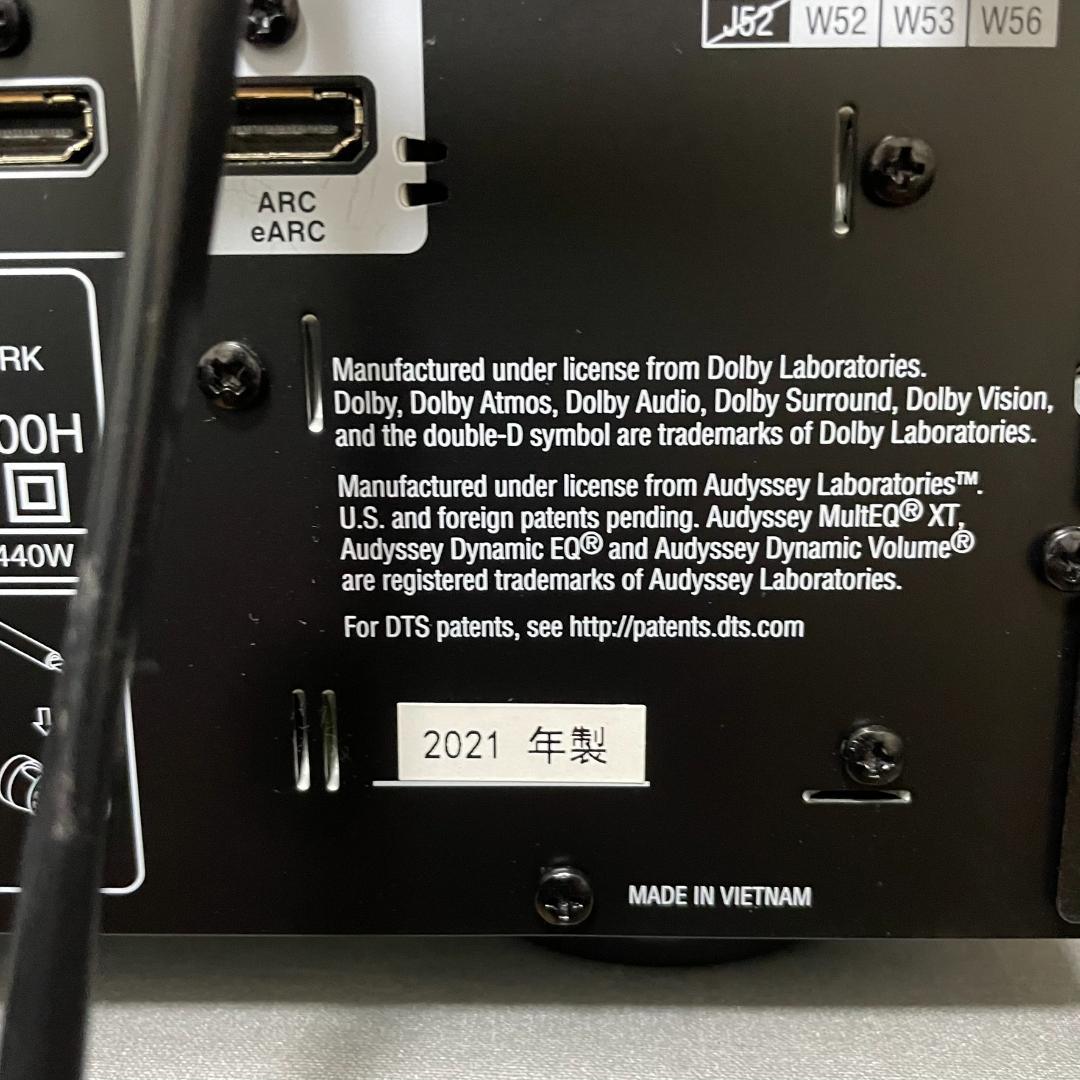 J52 W52 W53 W56
ARC
eARC
RK
00H
440W
Manufactured under license from Dolby Laboratories.
Dolby, Dolby Atmos, Dolby Audio, Dolby Surround, Dolby Vision,
and the double-D symbol are trademarks of Dolby Laboratories.
Manufactured under license from Audyssey Laboratories™.
U.S. and foreign patents pending. Audyssey MultEQ® XT,
Audyssey Dynamic EQ® and Audyssey Dynamic Volume®
are registered trademarks of Audyssey Laboratories.
For DTS patents, see http://patents.dts.com
2021 年製
MADE IN VIETNAM